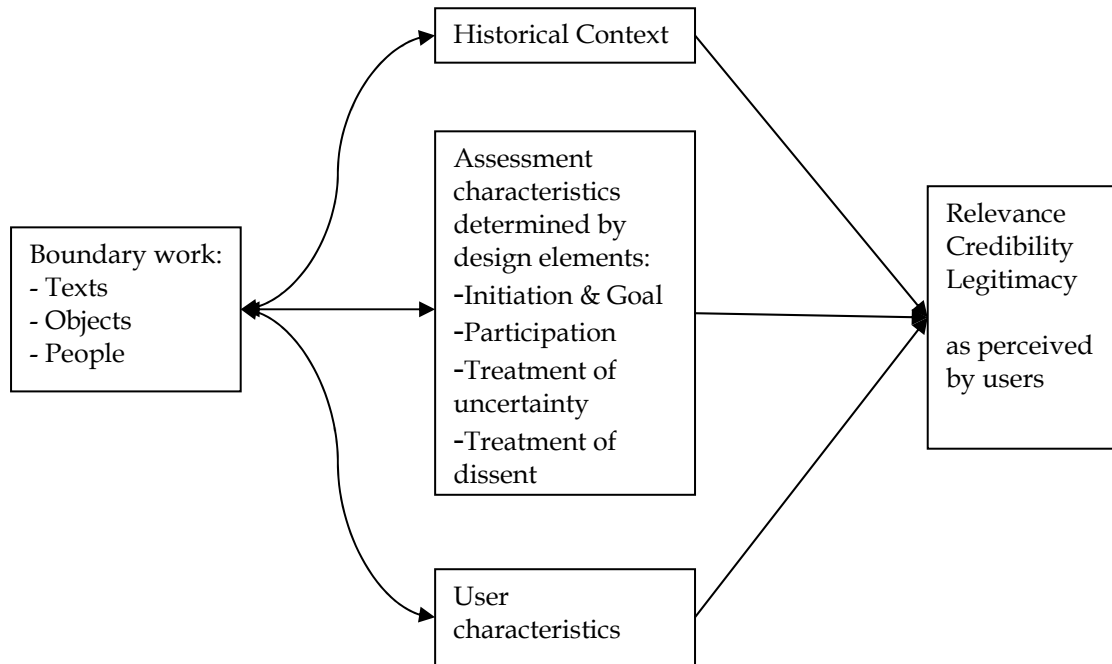 Historical Context
Boundary work:
- Texts
- Objects
- People
Assessment
characteristics
determined by
design elements:
-Initiation & Goal
-Participation
-Treatment of
uncertainty
-Treatment of
dissent
User
characteristics
Relevance
Credibility
Legitimacy
as perceived
by users